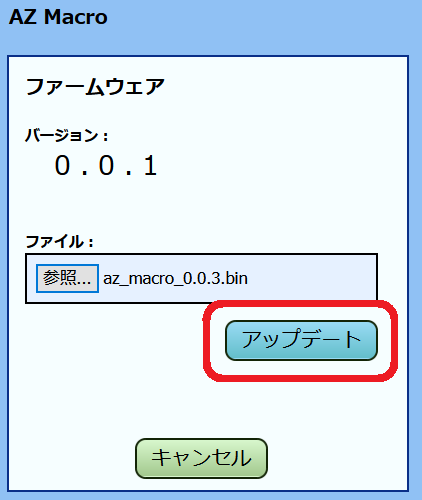 AZ Macro
ファームウェア
バージョン :
0 . 0 . 1
ファイル :
参照... az_macro_0.0.3.bin
アップデート
キャンセル